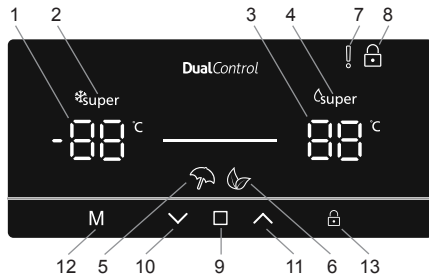 1 2 3 4 7 8
DualControl
super super
-88 °C 88 °C
M
12 5 10 9 11 6 13